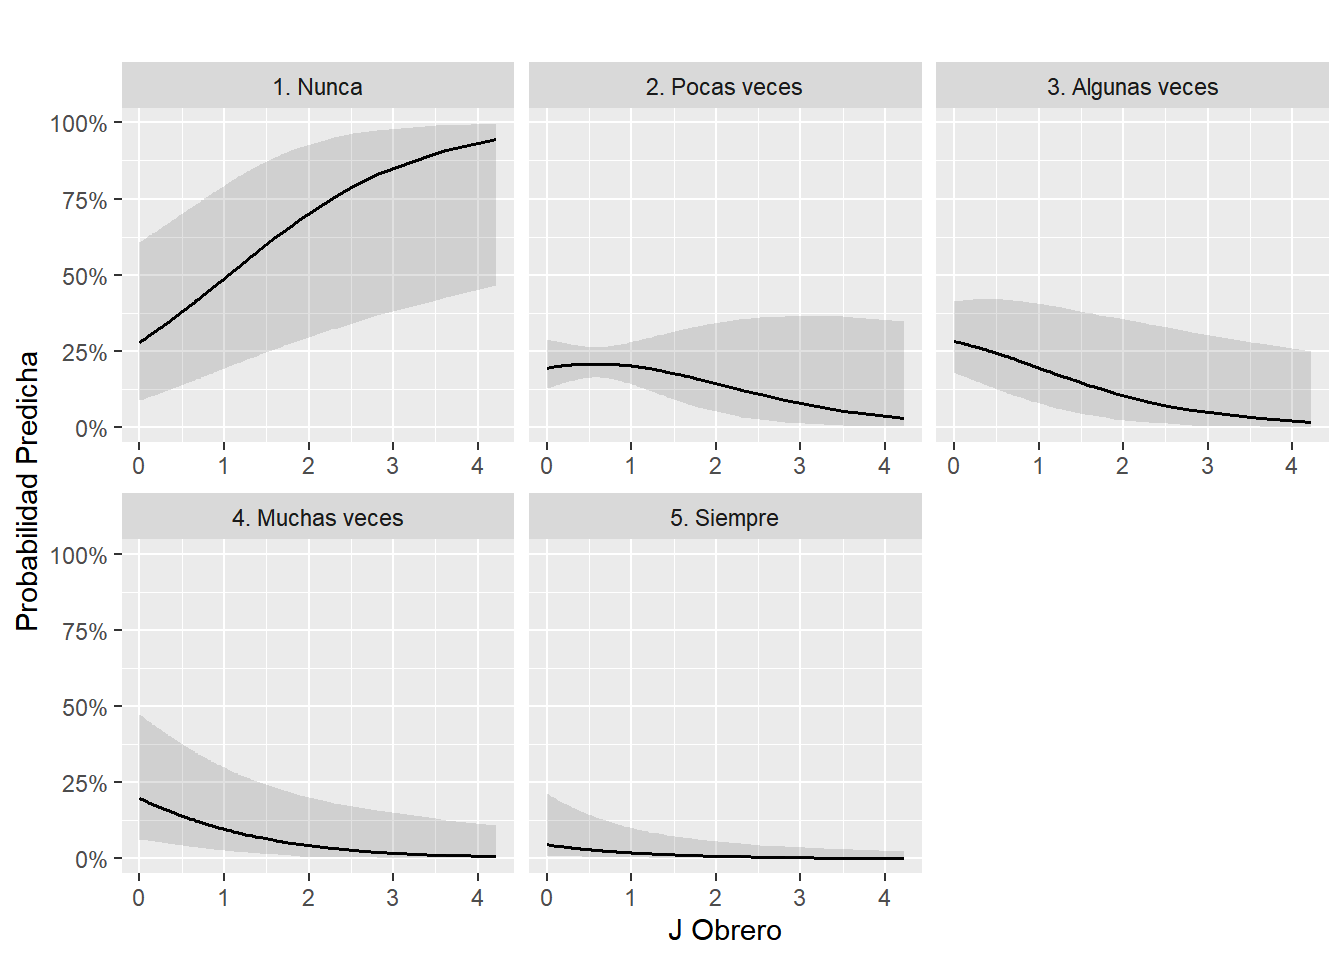 1. Nunca
2. Pocas veces
3. Algunas veces
100%
75%
50%
25%
0%
0 1 2 3 4
0 1 2 3 4
0 1 2 3 4
4. Muchas veces
5. Siempre
100%
75%
50%
25%
0%
0 1 2 3 4
0 1 2 3 4
Probabilidad Predicha
J Obrero